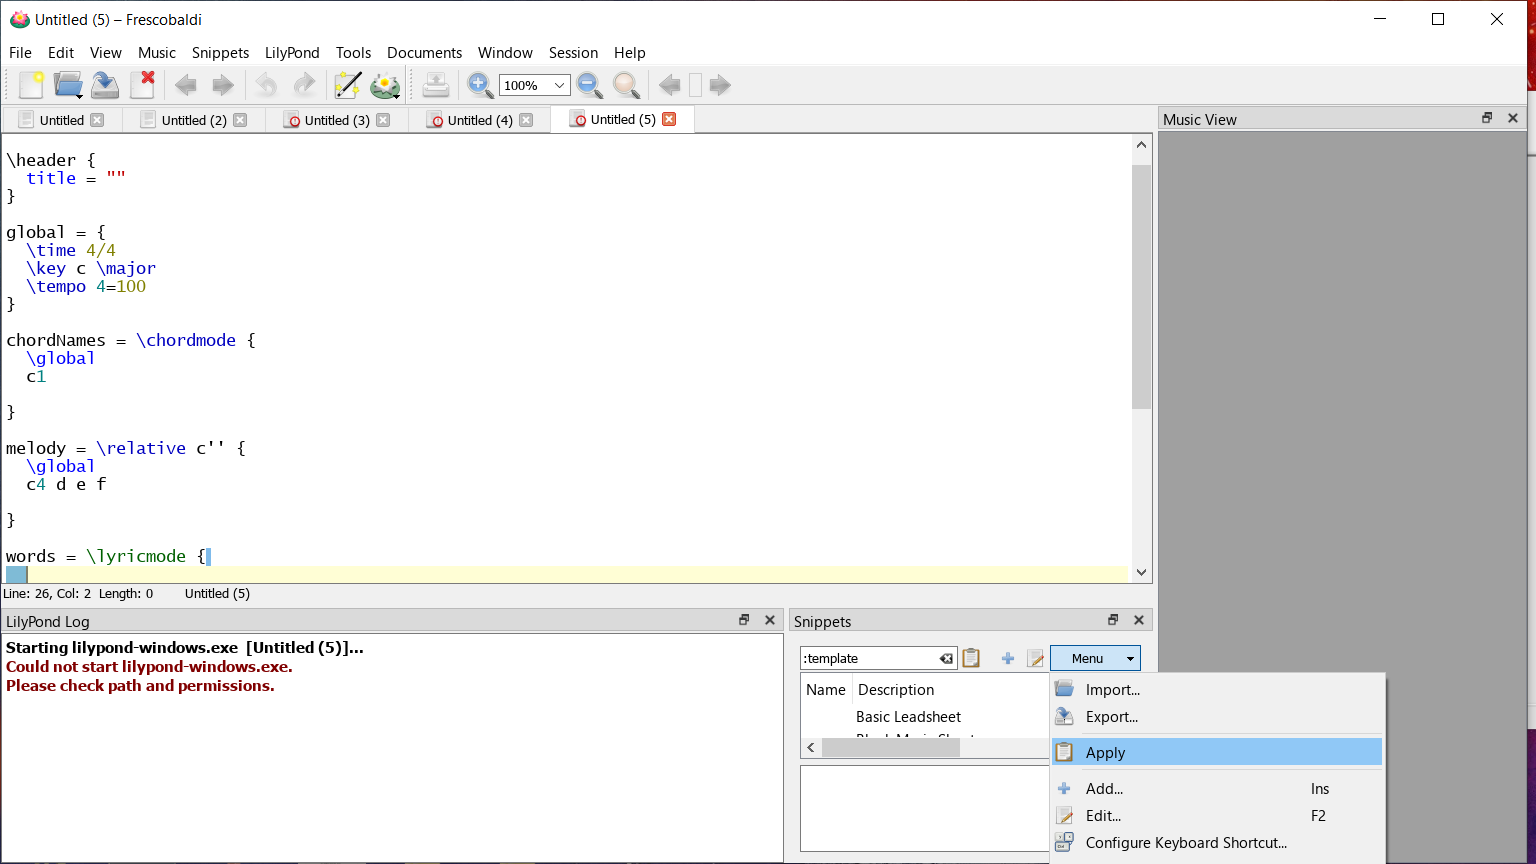 Untitled (5) – Frescobaldi
File Edit View Music Snippets LilyPond Tools Documents Window Session Help
100%
Untitled Untitled (2) Untitled (3) Untitled (4) Untitled (5)
Music View
\header {
title = ""
}
global = {
\time 4/4
\key c \major
\tempo 4=100
}
chordNames = \chordmode {
\global
c1
}
melody = \relative c'' {
\global
c4 d e f
}
words = \lyricmode {
Line: 26, Col: 2 Length: 0 Untitled (5)
LilyPond Log
Starting lilypond-windows.exe [Untitled (5)]...
Could not start lilypond-windows.exe.
Please check path and permissions.
Snippets
:template
Menu
Name Description
Basic Leadsheet
Import...
Export...
Apply
Add... Ins
Edit... F2
Configure Keyboard Shortcut...